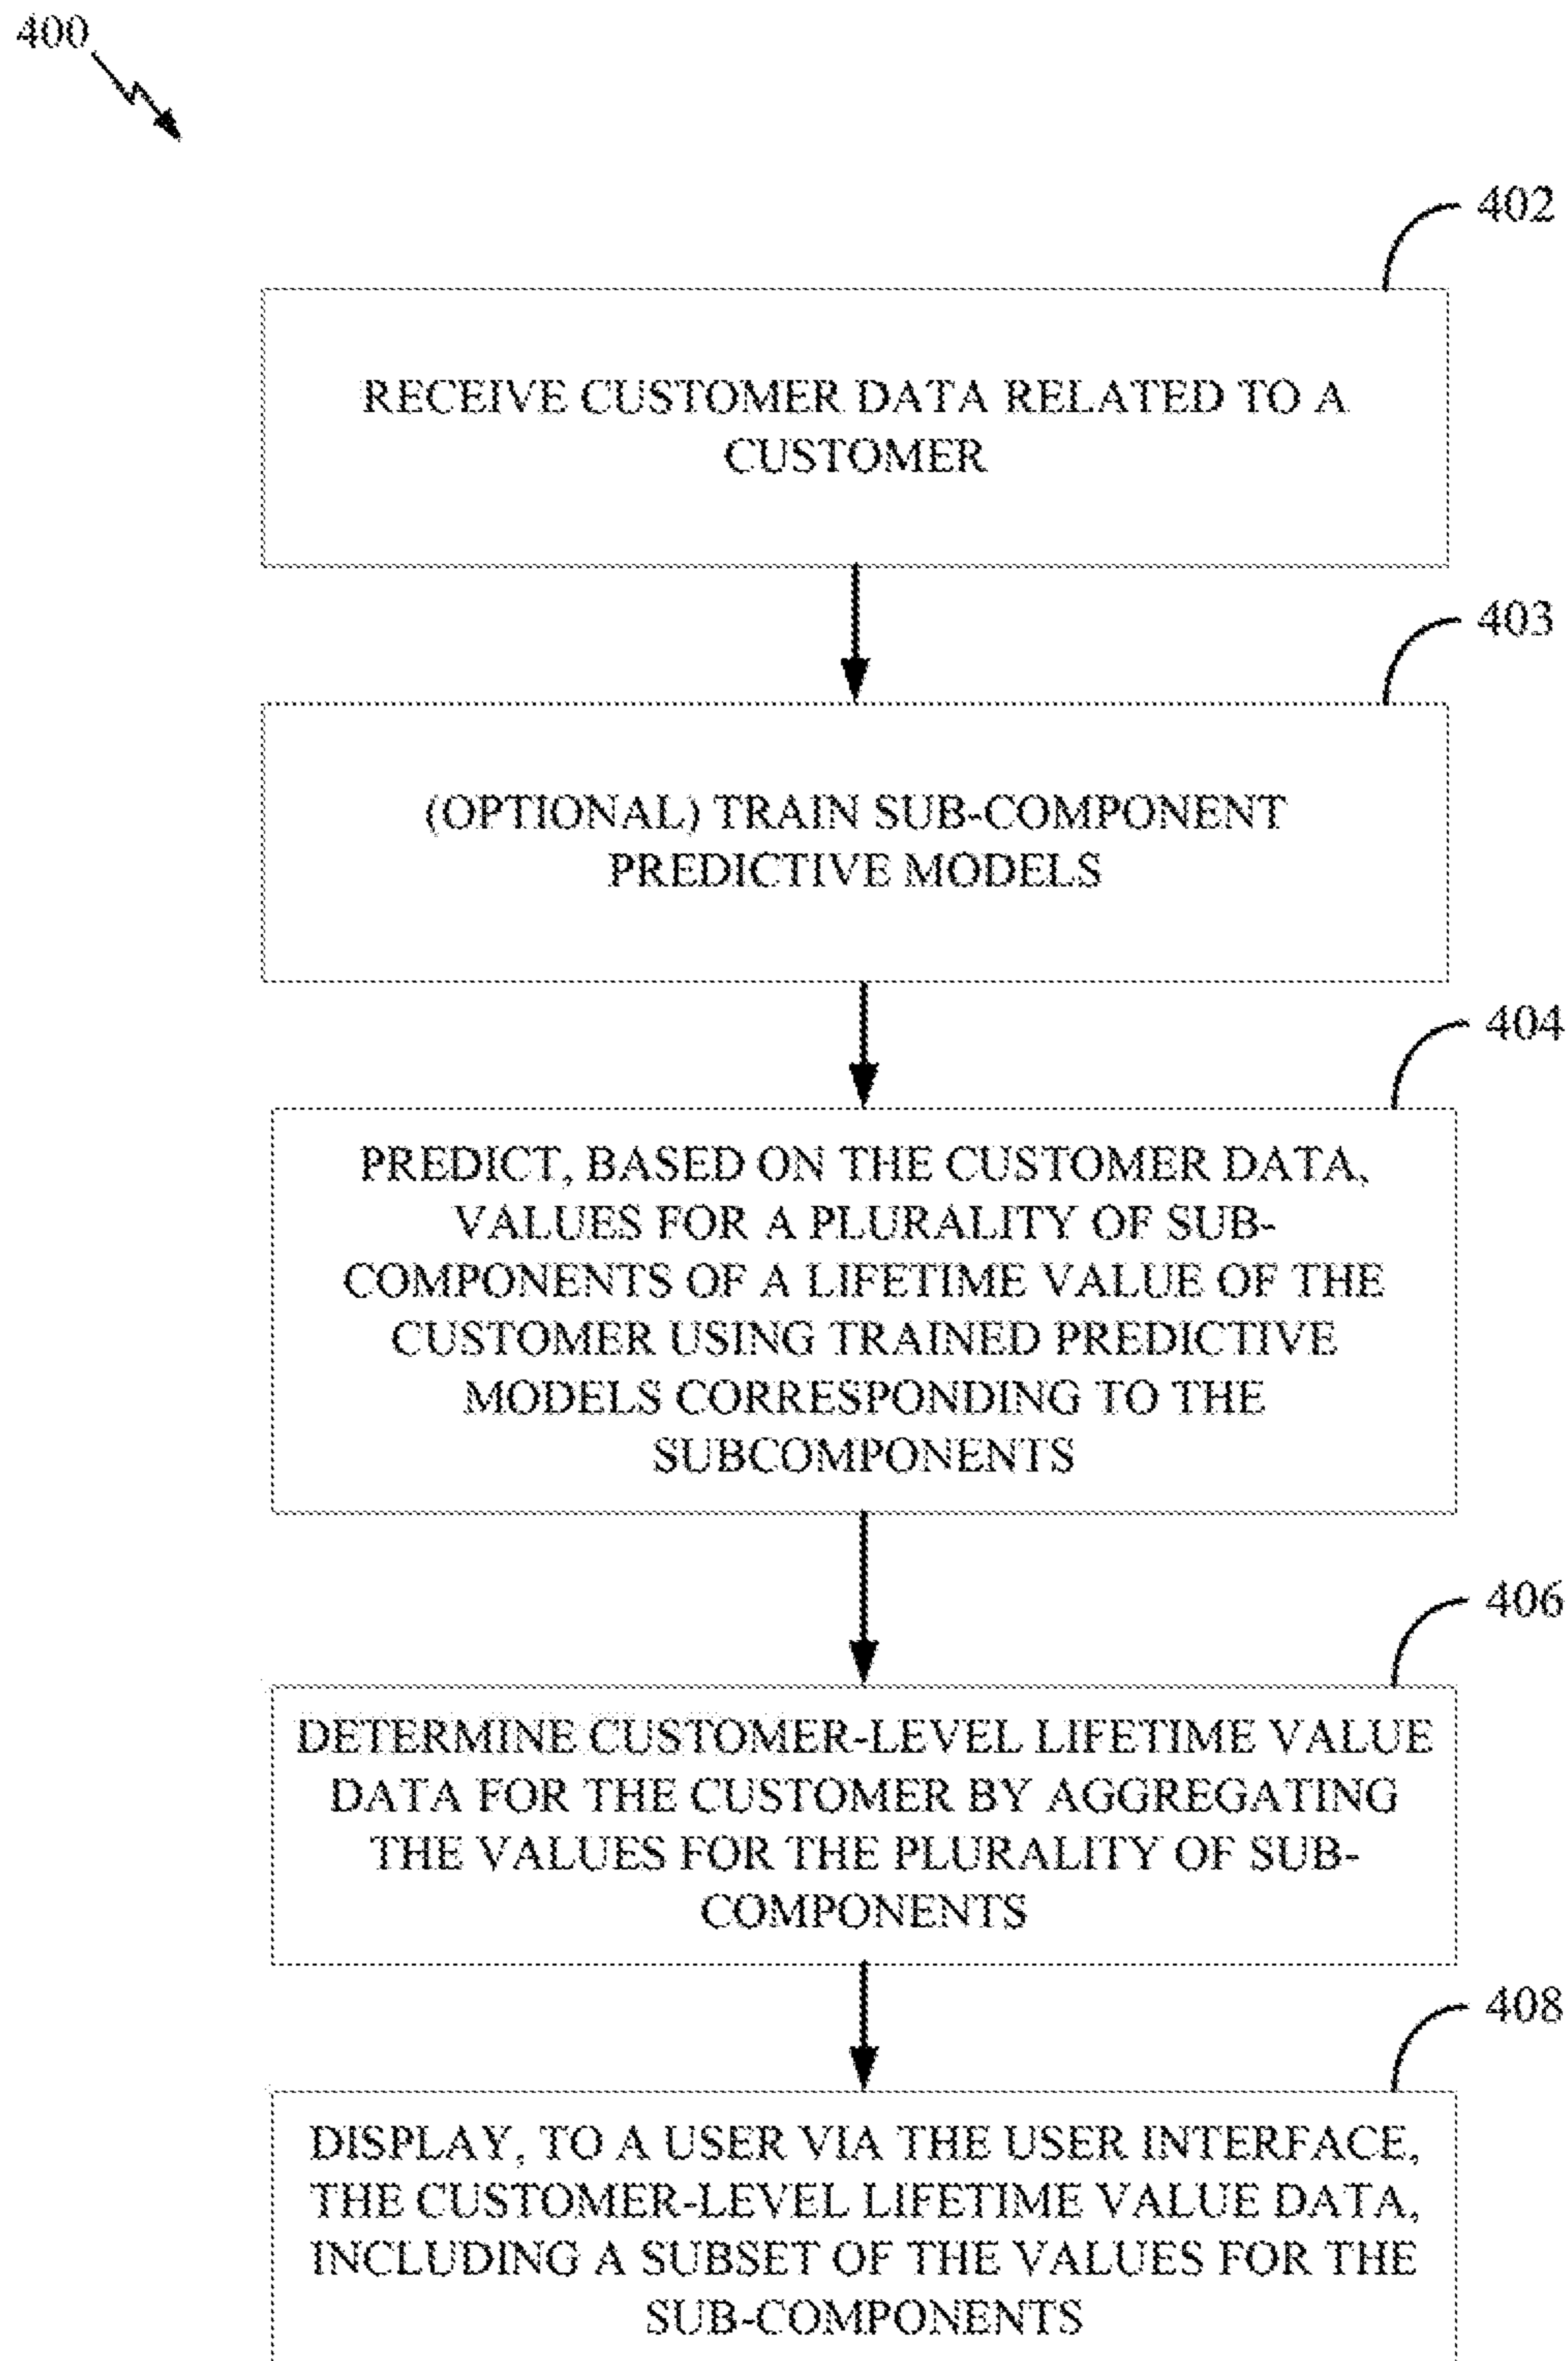 400
402
RECEIVE CUSTOMER DATA RELATED TO A
CUSTOMER
403
(OPTIONAL) TRAIN SUB-COMPONENT
PREDICTIVE MODELS
404
PREDICT, BASED ON THE CUSTOMER DATA,
VALUES FOR A PLURALITY OF SUB-
COMPONENTS OF A LIFETIME VALUE OF THE
CUSTOMER USING TRAINED PREDICTIVE
MODELS CORRESPONDING TO THE
SUBCOMPONENTS
406
DETERMINE CUSTOMER-LEVEL LIFETIME VALUE
DATA FOR THE CUSTOMER BY AGGREGATING
THE VALUES FOR THE PLURALITY OF SUB-
COMPONENTS
408
DISPLAY, TO A USER VIA THE USER INTERFACE,
THE CUSTOMER-LEVEL LIFETIME VALUE DATA,
INCLUDING A SUBSET OF THE VALUES FOR THE
SUB-COMPONENTS